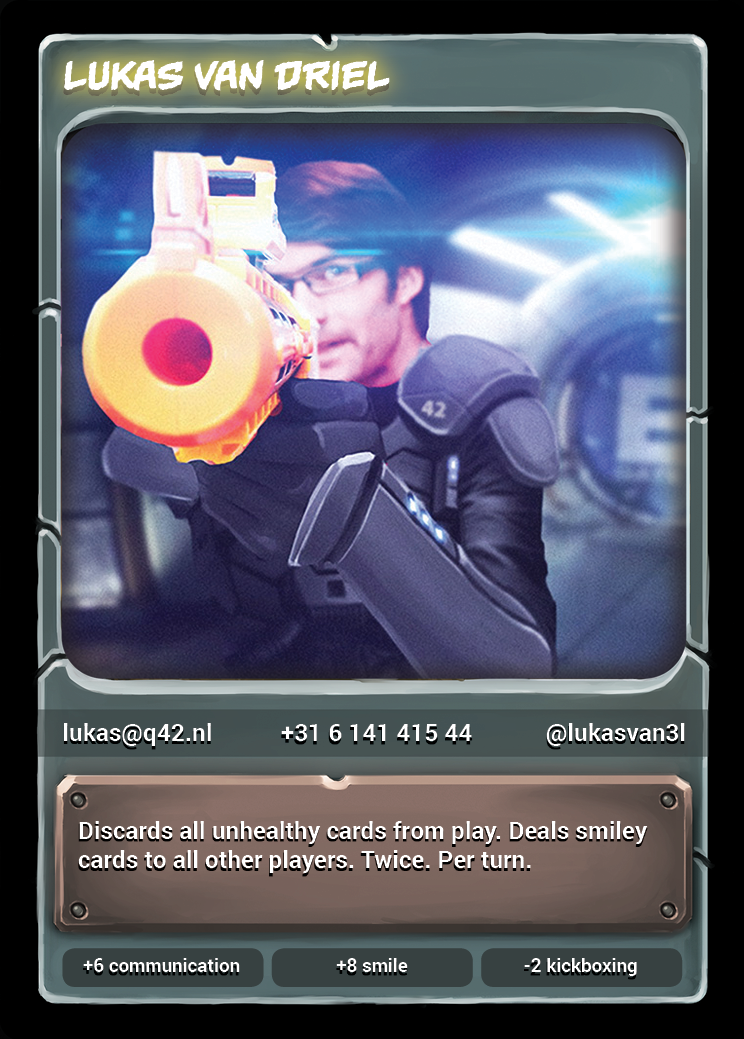 LUKAS VAN DRIEL
42
E
lukas@q42.nl +31 6 141 415 44 @lukasvan3l
Discards all unhealthy cards from play. Deals smiley
cards to all other players. Twice. Per turn.
+6 communication +8 smile -2 kickboxing